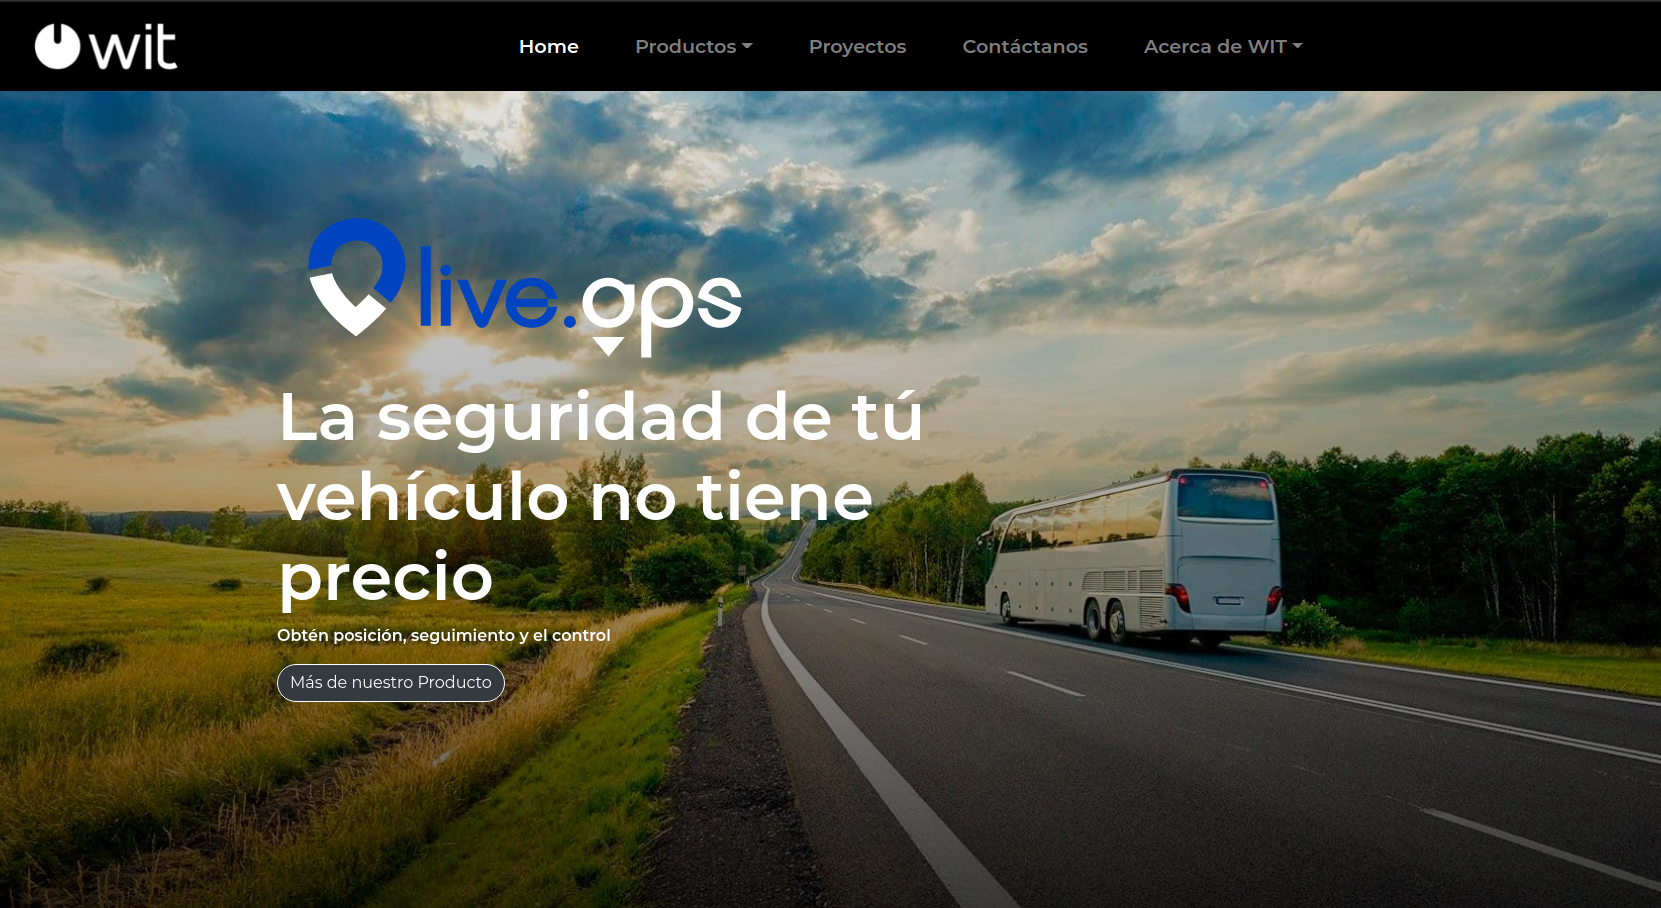 wit
Home Productos Proyectos Contáctanos Acerca de WIT
live.gps
La seguridad de tú
vehículo no tiene
precio
Obtén posición, seguimiento y el control
Más de nuestro Producto